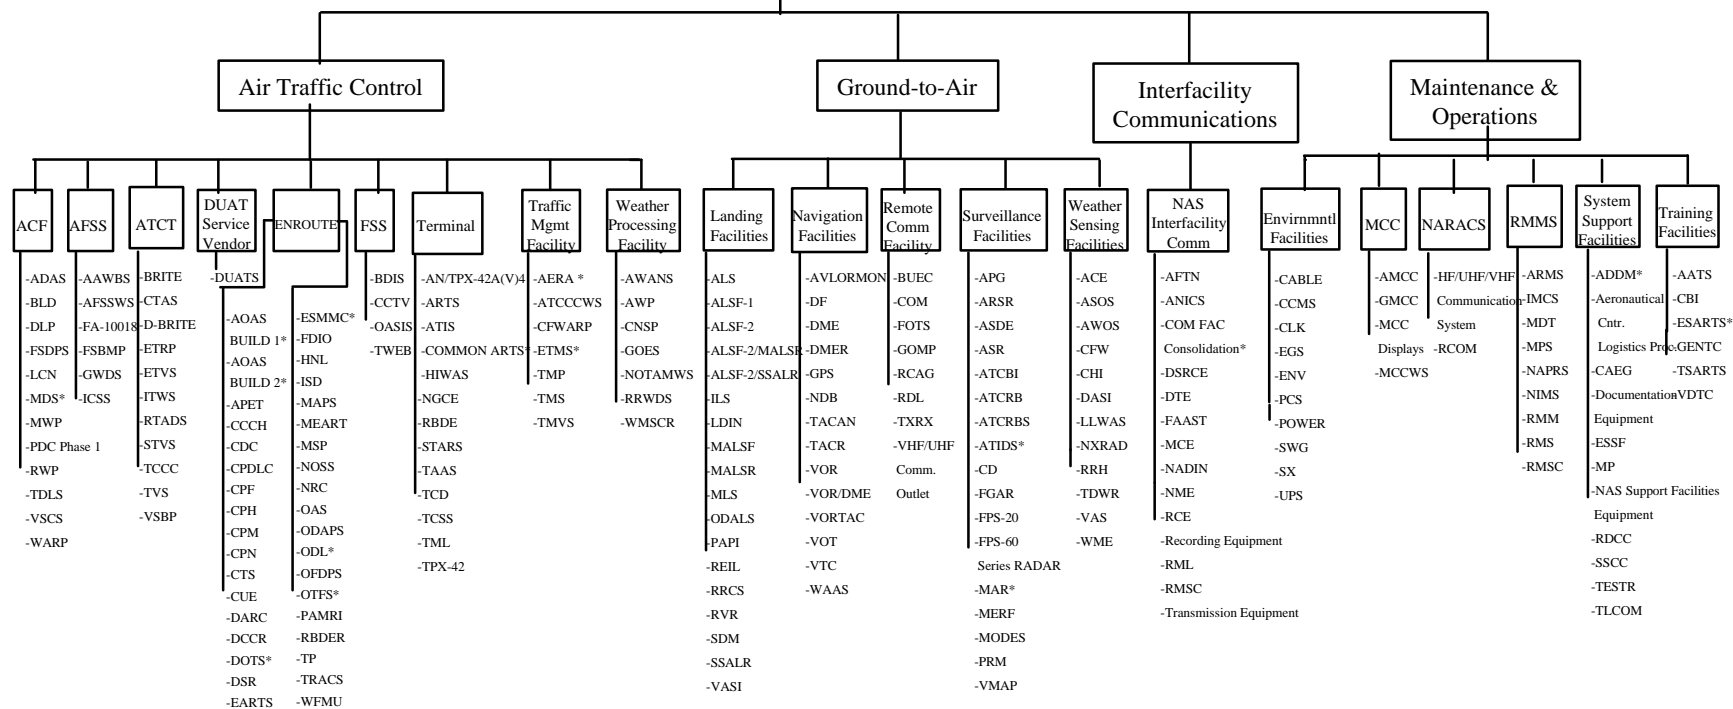 Air Traffic Control
Ground-to-Air
Interfacility
Communications
Maintenance &
Operations
ACF
-ADAS
-BLD
-DLP
-FSDPS
-LCN
-MDS*
-MWP
-PDC Phase 1
-RWP
-TDLS
-VSCS
-WARP
AFSS
-AAWBS
-AFSSWS
-FA-10018
-FSBMP
-GWDS
-ICSS
ATCT
-BRITE
-CTAS
-D-BRITE
-ETRP
-ETVS
-ITWS
-RTADS
-STVS
-TCCC
-TVS
-VSBP
DUAT
Service
Vendor
-DUATS
ENROUTE
-AOAS
BUILD 1*
-AOAS
BUILD 2*
-APET
-CCCH
-CDC
-CPDLC
-CPF
-CPH
-CPM
-CPN
-CTS
-CUE
-DARC
-DCCR
-DOTS*
-DSR
-EARTS
-ESMMC*
-FDIO
-HNL
-ISD
-MAPS
-MEART
-MSP
-NOSS
-NRC
-OAS
-ODAPS
-ODL*
-OFDPS
-OTFS*
-PAMRI
-RBDER
-TP
-TRACS
-WFMU
FSS
-BDIS
-CCTV
-OASIS
-TWEB
Terminal
-AN/TPX-42A(V)4
-ARTS
-ATIS
-COMMON ARTS*
-HIWAS
-NGCE
-RBDE
-STARS
-TAAS
-TCD
-TCSS
-TML
-TPX-42
Traffic
Mgmt
Facility
-AERA *
-ATCCCWS
-CFWARP
-ETMS*
-TMP
-TMS
-TMVS
Weather
Processing
Facility
-AWANS
-AWP
-CNSP
-GOES
-NOTAMWS
-RRWDS
-WMSCR
Landing
Facilities
-ALS
-ALSF-1
-ALSF-2
-ALSF-2/MALSR
-ALSF-2/SSALR
-ILS
-LDIN
-MALSF
-MALSR
-MLS
-ODALS
-PAPI
-REIL
-RRCS
-RVR
-SDM
-SSALR
-VASI
Navigation
Facilities
-AVLORMON
-DF
-DME
-DMER
-GPS
-NDB
-TACAN
-TACR
-VOR
-VOR/DME
-VORTAC
-VOT
-VTC
-WAAS
Remote
Comm
Facility
-BUEC
-COM
-FOTS
-GOMP
-RCAG
-RDL
-TXRX
-VHF/UHF
Comm.
Outlet
Surveillance
Facilities
-APG
-ARSR
-ASDE
-ASR
-ATCBI
-ATCRB
-ATCRBS
-ATIDS*
-CD
-FGAR
-FPS-20
-FPS-60
Series RADAR
-MAR*
-MERF
-MODES
-PRM
-VMAP
Weather
Sensing
Facilities
-ACE
-ASOS
-AWOS
-CFW
-CHI
-DASI
-LLWAS
-NXRAD
-RRH
-TDWR
-VAS
-WME
NAS
Interfacility
Comm
-AFTN
-ANICS
-COM FAC
Consolidation*
-DSRCE
-DTE
-FAAST
-MCE
-NADIN
-NME
-RCE
-Recording Equipment
-RML
-RMSC
-Transmission Equipment
Envirnmntl
Facilities
-CABLE
-CCMS
-CLK
-EGS
-ENV
-PCS
-POWER
-SWG
-SX
-UPS
MCC
-AMCC
-GMCC
-MCC
Displays
-MCCWS
NARACS
-HF/UHF/VHF
Communication
System
-RCOM
RMMS
-ARMS
-IMCS
-MDT
-MPS
-NAPRS
-NIMS
-RMM
-RMS
-RMSC
System
Support
Facilities
-ADDM*
-Aeronautical
Cntr.
Logistics Proc.
-CAEG
-Documentation
Equipment
-ESSF
-MP
-NAS Support Facilities
Equipment
-RDCC
-SSCC
-TESTR
-TLCOM
Training
Facilities
-AATS
-CBI
-ESARTS*
-GENTC
-TSARTS
-VDTC